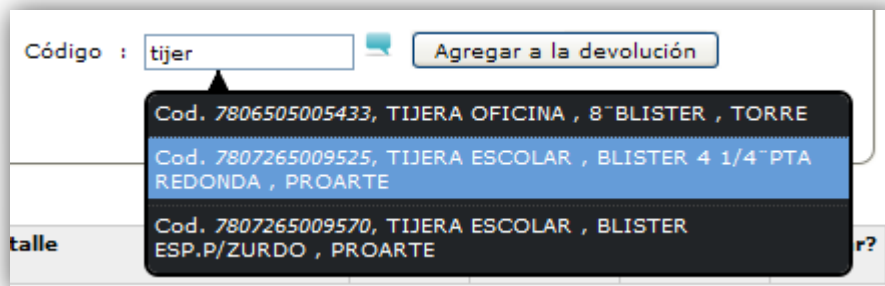 Código : tijer Agregar a la devolución
Cod. 7806505005433, TIJERA OFICINA , 8¨BLISTER , TORRE
Cod. 7807265009525, TIJERA ESCOLAR , BLISTER 4 1/4¨PTA
REDONDA , PROARTE
Cod. 7807265009570, TIJERA ESCOLAR , BLISTER
ESP.P/ZURDO , PROARTE
talle r?